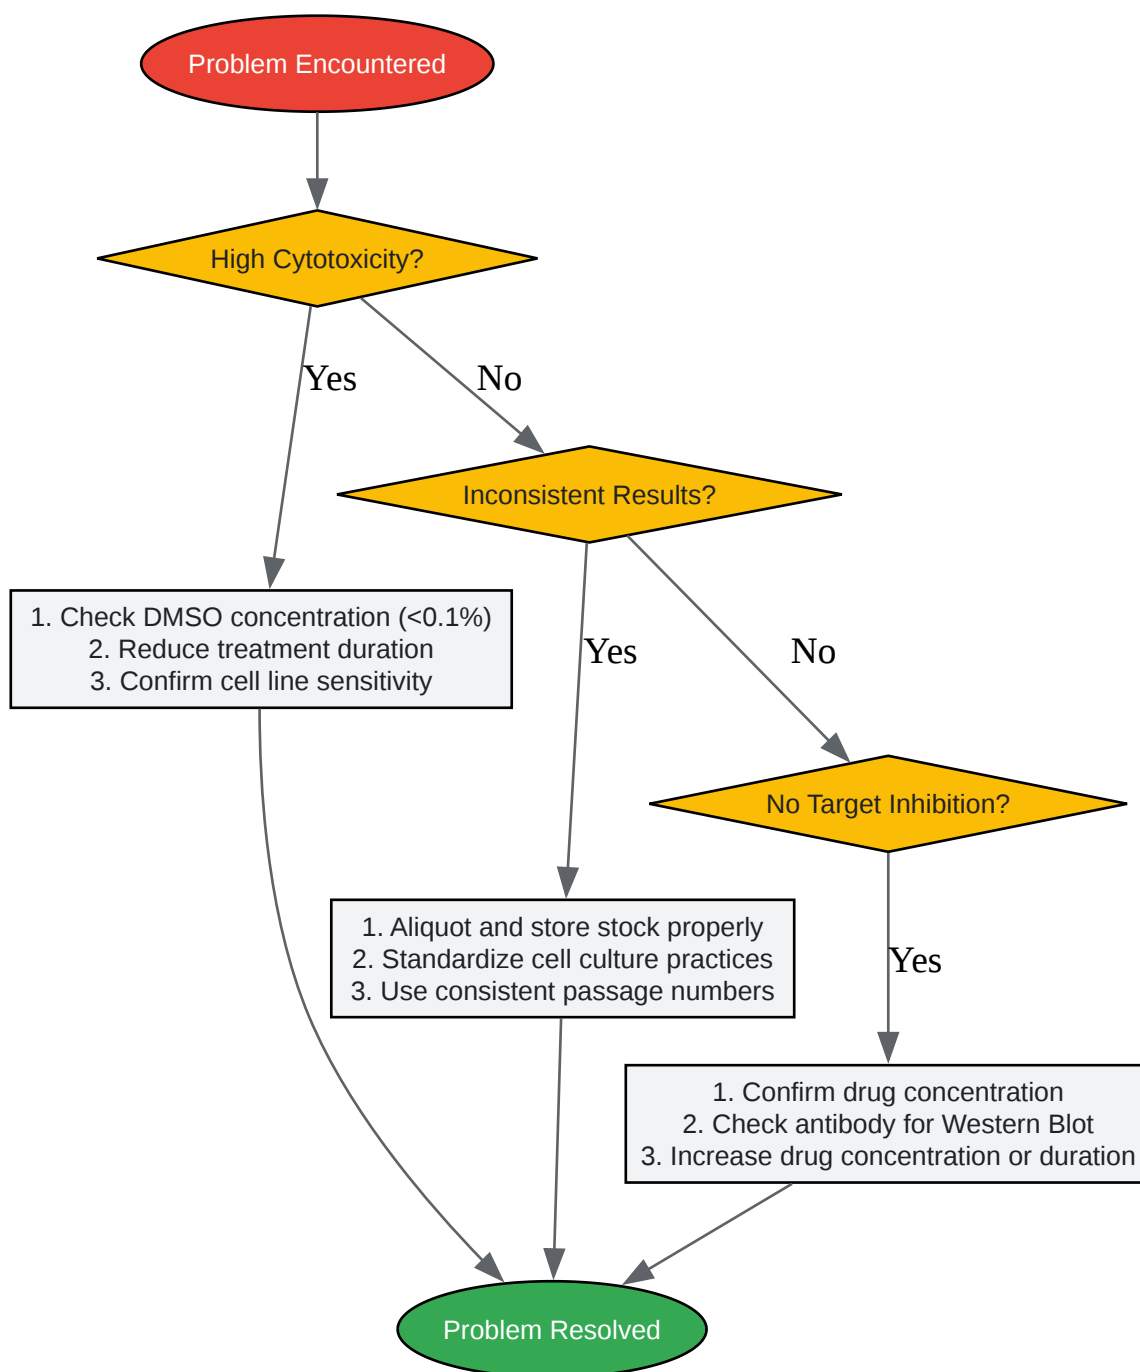 Problem Encountered
High Cytotoxicity?
Yes
No
Inconsistent Results?
1. Check DMSO concentration (<0.1%)
2. Reduce treatment duration
3. Confirm cell line sensitivity
Yes
No
No Target Inhibition?
1. Aliquot and store stock properly
2. Standardize cell culture practices
3. Use consistent passage numbers
Yes
1. Confirm drug concentration
2. Check antibody for Western Blot
3. Increase drug concentration or duration
Problem Resolved